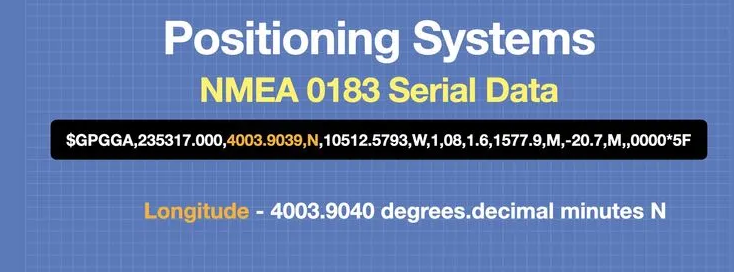 Positioning Systems
NMEA 0183 Serial Data
$GPGGA,235317.000,4003.9039,N,10512.5793,W,1,08,1.6,1577.9,M,-20.7,M,,0000*5F
Longitude - 4003.9040 degrees.decimal minutes N